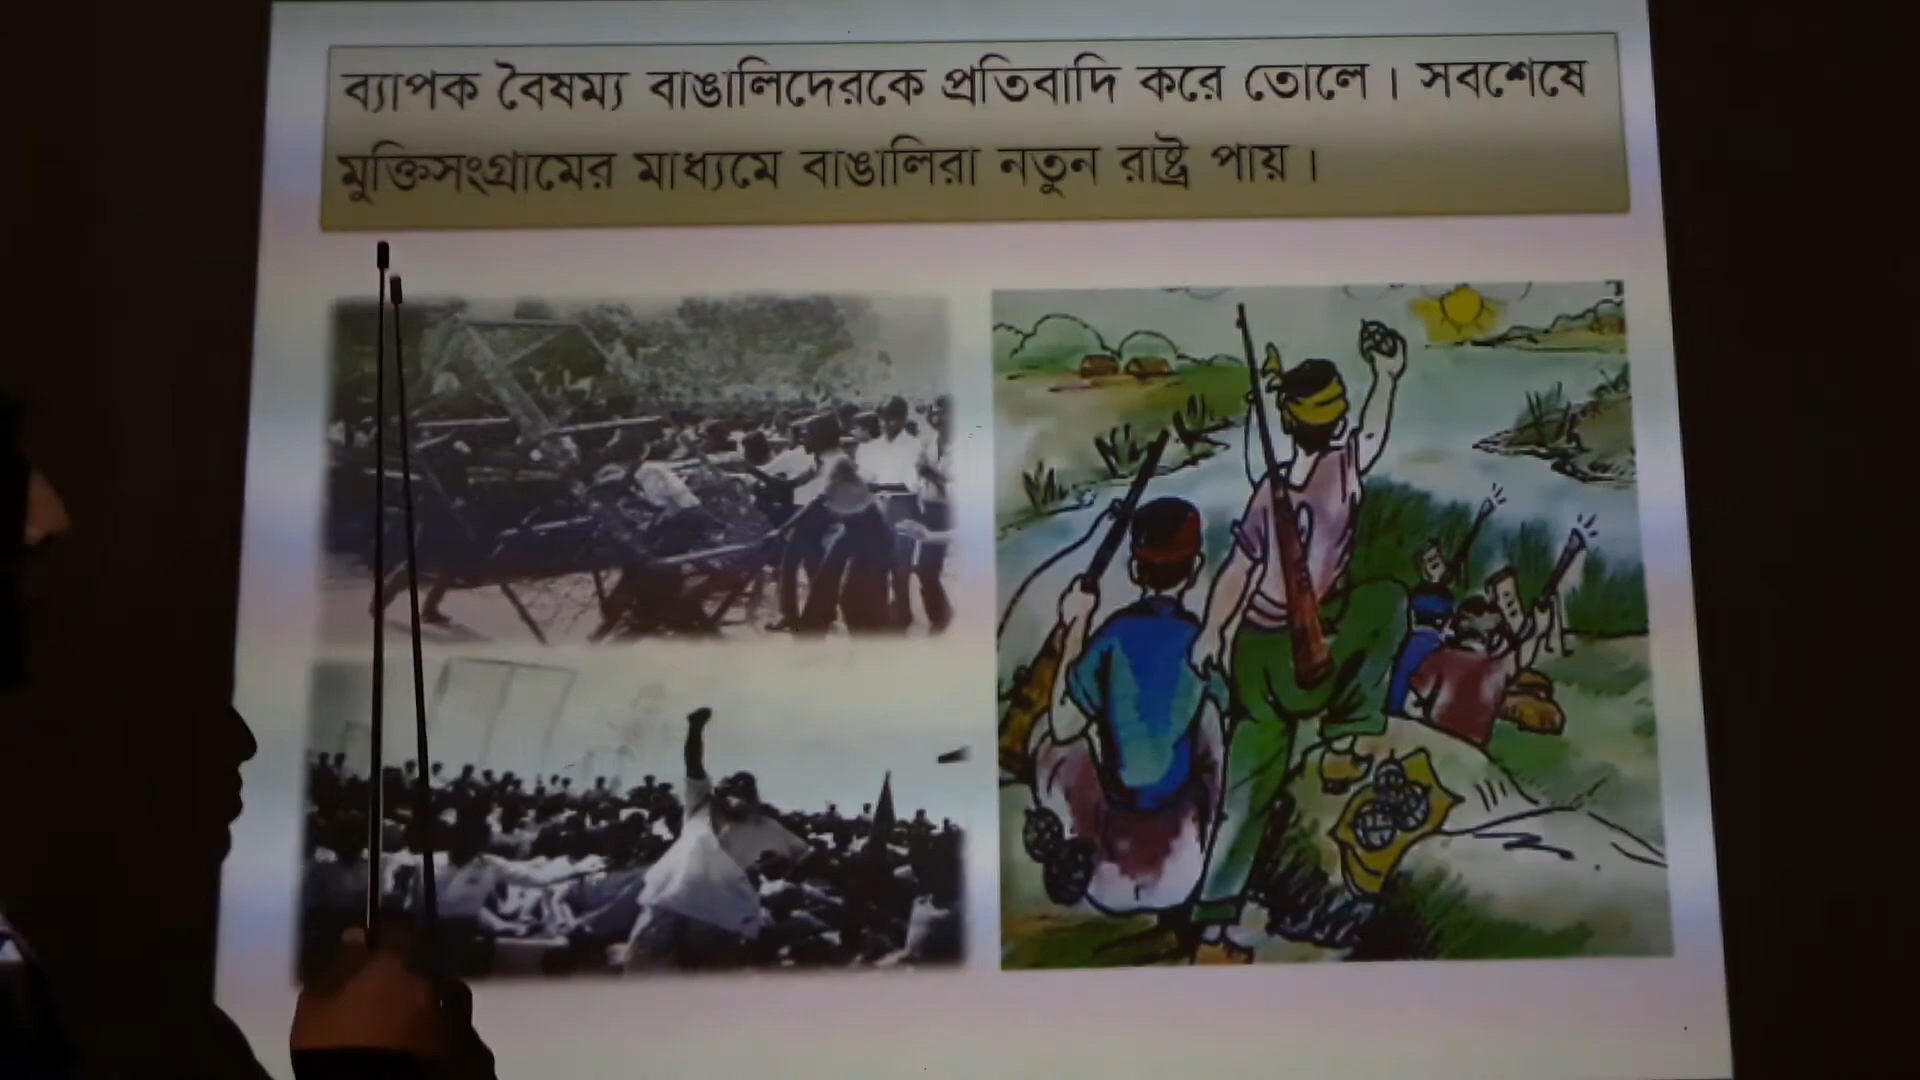 ব্যাপক বৈষম্য বাঙালিদেরকে প্রতিবাদি করে তোলে। সবশেষে
মুক্তিসংগ্রামের মাধ্যমে বাঙালিরা নতুন রাষ্ট্র পায়।